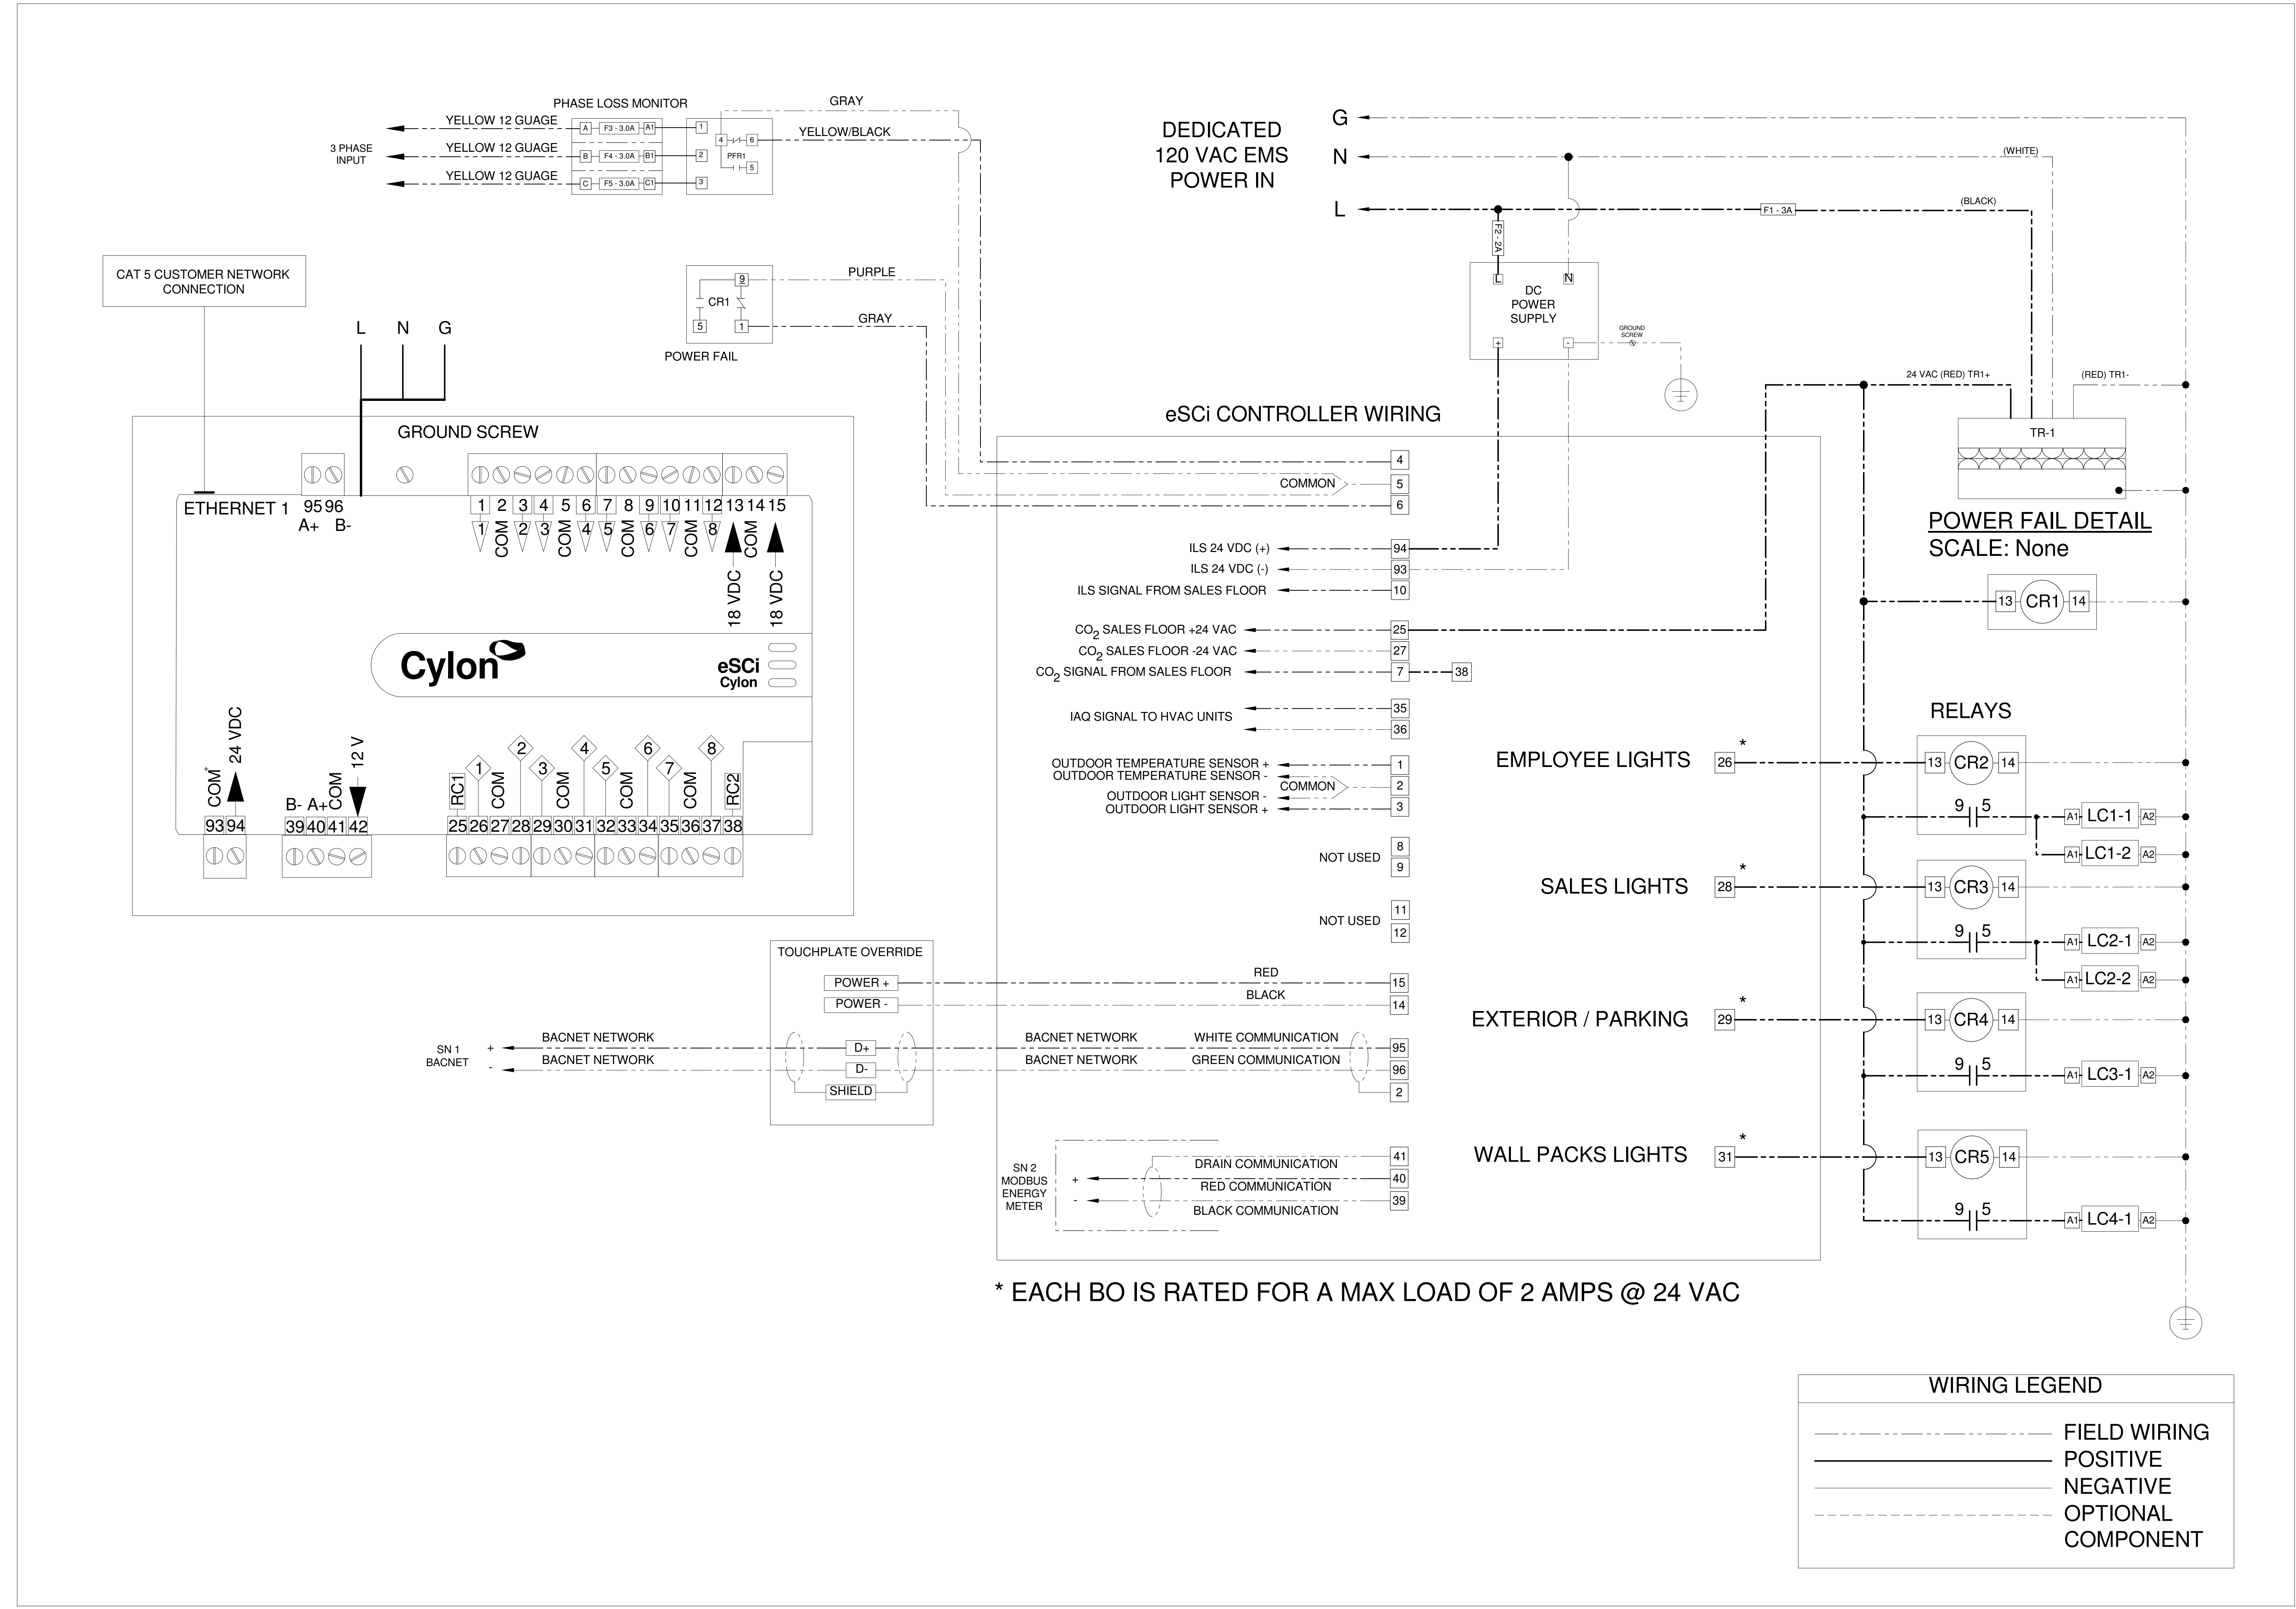 PHASE LOSS MONITOR
GRAY
YELLOW 12 GUAGE
A F3 - 3.0A A1 1
YELLOW/BLACK
4 6
3 PHASE
INPUT
YELLOW 12 GUAGE
B F4 - 3.0A B1 2
PFR1
5
YELLOW 12 GUAGE
C F5 - 3.0A C1 3
DEDICATED
120 VAC EMS
POWER IN
G
N
(WHITE)
L
F1 - 3A
(BLACK)
F2 - 2A
L N
DC
POWER
SUPPLY
+ -
GROUND
SCREW
24 VAC (RED) TR1+
(RED) TR1-
TR-1
CAT 5 CUSTOMER NETWORK
CONNECTION
9
PURPLE
CR1
5 1
GRAY
POWER FAIL
L N G
GROUND SCREW
ETHERNET 1
95 96
A+ B-
1 2 3 4 5 6 7 8 9 10 11 12 13 14 15
1 COM 2 3 COM 4 5 COM 6 7 COM 8 COM
18 VDC
18 VDC
Cylon
eSCi
Cylon
COM
+
24 VDC
B- A+ COM
12 V
RC1 1 COM 2 3 COM 4 5 COM 6 7 COM 8 RC2
93 94
39 40 41 42
25 26 27 28 29 30 31 32 33 34 35 36 37 38
eSCi CONTROLLER WIRING
4
COMMON 5
6
ILS 24 VDC (+) 94
ILS 24 VDC (-) 93
ILS SIGNAL FROM SALES FLOOR 10
CO2 SALES FLOOR +24 VAC 25
CO2 SALES FLOOR -24 VAC 27
CO2 SIGNAL FROM SALES FLOOR 7 38
IAQ SIGNAL TO HVAC UNITS
35
36
OUTDOOR TEMPERATURE SENSOR + 1
OUTDOOR TEMPERATURE SENSOR -
COMMON 2
OUTDOOR LIGHT SENSOR -
OUTDOOR LIGHT SENSOR + 3
NOT USED
8
9
NOT USED
11
12
TOUCHPLATE OVERRIDE
POWER + RED 15
POWER - BLACK 14
SN 1
BACNET
+ BACNET NETWORK D+ BACNET NETWORK WHITE COMMUNICATION 95
- BACNET NETWORK D- BACNET NETWORK GREEN COMMUNICATION 96
SHIELD 2
SN 2
MODBUS
ENERGY
METER
+
-
DRAIN COMMUNICATION 41
RED COMMUNICATION 40
BLACK COMMUNICATION 39
POWER FAIL DETAIL
SCALE: None
13 CR1 14
RELAYS
EMPLOYEE LIGHTS 26 * 13 CR2 14
9 5 A1 LC1-1 A2
A1 LC1-2 A2
SALES LIGHTS 28 * 13 CR3 14
9 5 A1 LC2-1 A2
A1 LC2-2 A2
EXTERIOR / PARKING 29 * 13 CR4 14
9 5 A1 LC3-1 A2
WALL PACKS LIGHTS 31 * 13 CR5 14
9 5 A1 LC4-1 A2
* EACH BO IS RATED FOR A MAX LOAD OF 2 AMPS @ 24 VAC
WIRING LEGEND
FIELD WIRING
POSITIVE
NEGATIVE
OPTIONAL
COMPONENT